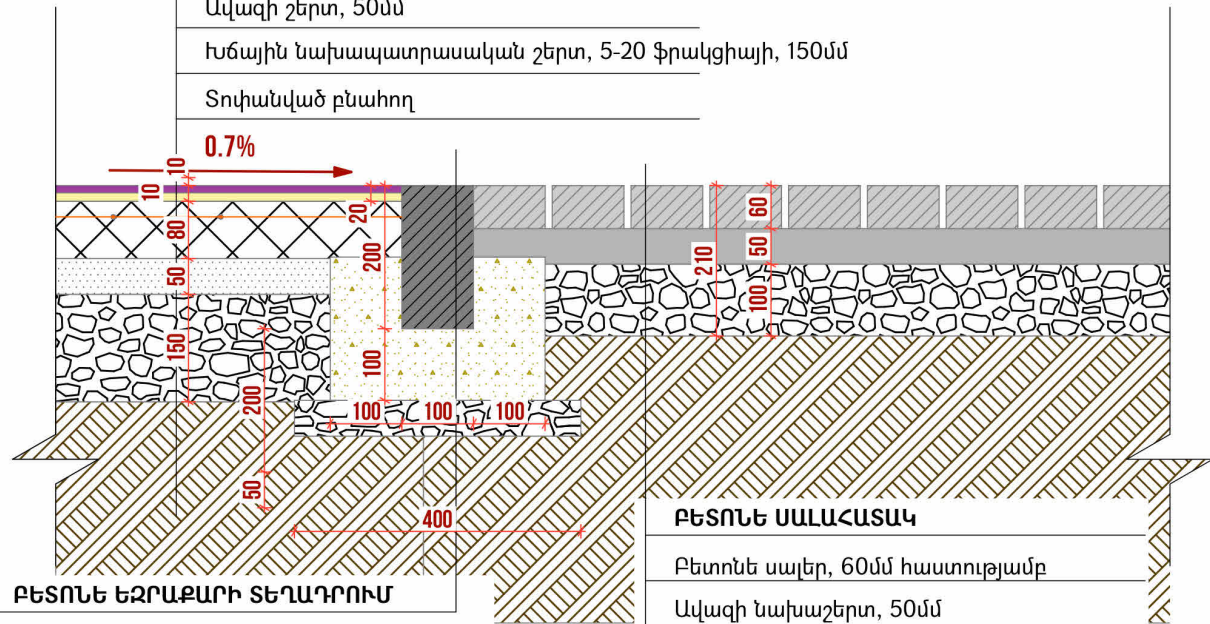 Ավազի շերտ, 50մմ
Խճային նախապատրասական շերտ, 5-20 ֆրակցիայի, 150մմ
Տոփանված բնահող
0.7%
10
10
20
60
80
200
50
210
50
100
150
100
200
100 100 100
50
400
ԲԵՏՈՆԵ ՍԱԼԱՀԱՏԱԿ
Բետոնե սալեր, 60մմ հաստությամբ
ԲԵՏՈՆԵ ԵԶՐԱՔԱՐԻ ՏԵՂԱԴՐՈՒՄ
Ավազի նախաշերտ, 50մմ